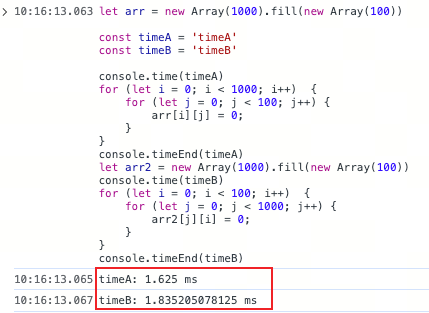 10:16:13.063 let arr = new Array(1000).fill(new Array(100))
const timeA = 'timeA'
const timeB = 'timeB'
console.time(timeA)
for (let i = 0; i < 1000; i++)  {
    for (let j = 0; j < 100; j++) {
        arr[i][j] = 0;
    }
}
console.timeEnd(timeA)
let arr2 = new Array(1000).fill(new Array(100))
console.time(timeB)
for (let i = 0; i < 100; i++)  {
    for (let j = 0; j < 1000; j++) {
        arr2[j][i] = 0;
    }
}
console.timeEnd(timeB)
10:16:13.065 timeA: 1.625 ms
10:16:13.067 timeB: 1.835205078125 ms